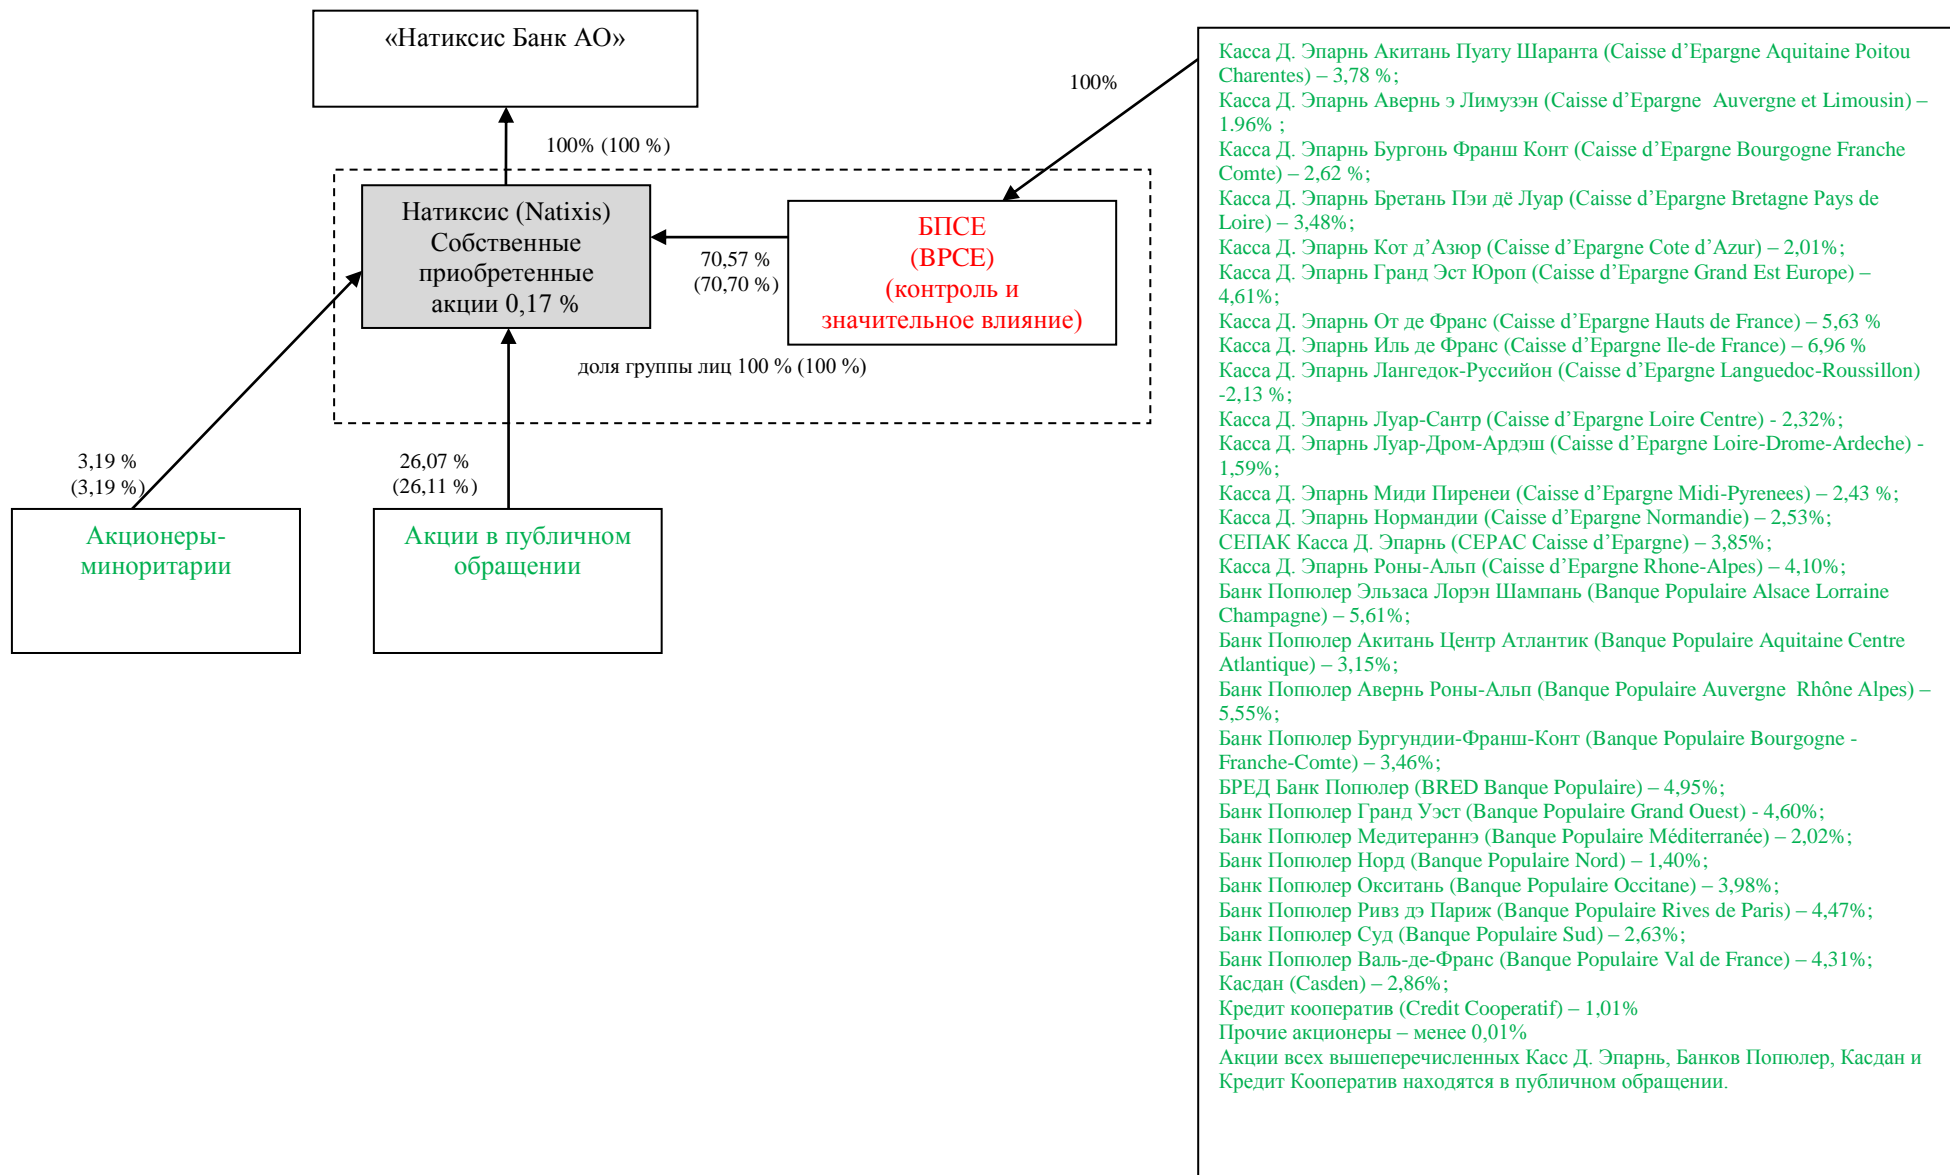 «Натиксис Банк АО»
100% (100 %)
Натиксис (Natixis)
Собственные
приобретенные
акции 0,17 %
70,57 %
(70,70 %)
БПСЕ
(BPCE)
(контроль и
значительное влияние)
100%
доля группы лиц 100 % (100 %)
3,19 %
(3,19 %)
26,07 %
(26,11 %)
Акционеры-
миноритарии
Акции в публичном
обращении
Касса Д. Эпарнь Акитань Пуату Шаранта (Caisse d’Epargne Aquitaine Poitou
Charentes) – 3,78 %;
Касса Д. Эпарнь Авернь э Лимузэн (Caisse d’Epargne Auvergne et Limousin) –
1.96% ;
Касса Д. Эпарнь Бургонь Франш Конт (Caisse d’Epargne Bourgogne Franche
Comte) – 2,62 %;
Касса Д. Эпарнь Бретань Пэи дё Луар (Caisse d’Epargne Bretagne Pays de
Loire) – 3,48%;
Касса Д. Эпарнь Кот д’Азюр (Caisse d’Epargne Cote d’Azur) – 2,01%;
Касса Д. Эпарнь Гранд Эст Юроп (Caisse d’Epargne Grand Est Europe) –
4,61%;
Касса Д. Эпарнь От де Франс (Caisse d’Epargne Hauts de France) – 5,63 %
Касса Д. Эпарнь Иль де Франс (Caisse d’Epargne Ile-de France) – 6,96 %
Касса Д. Эпарнь Лангедок-Руссийон (Caisse d’Epargne Languedoc-Roussillon)
-2,13 %;
Касса Д. Эпарнь Луар-Сантр (Caisse d’Epargne Loire Centre) - 2,32%;
Касса Д. Эпарнь Луар-Дром-Ардэш (Caisse d’Epargne Loire-Drome-Ardeche) -
1,59%;
Касса Д. Эпарнь Миди Пиренеи (Caisse d’Epargne Midi-Pyrenees) – 2,43 %;
Касса Д. Эпарнь Нормандии (Caisse d’Epargne Normandie) – 2,53%;
СЕПАК Касса Д. Эпарнь (CEPAC Caisse d’Epargne) – 3,85%;
Касса Д. Эпарнь Роны-Альп (Caisse d’Epargne Rhone-Alpes) – 4,10%;
Банк Попюлер Эльзаса Лорэн Шампань (Banque Populaire Alsace Lorraine
Champagne) – 5,61%;
Банк Попюлер Акитань Центр Атлантик (Banque Populaire Aquitaine Centre
Atlantique) – 3,15%;
Банк Попюлер Авернь Роны-Альп (Banque Populaire Auvergne Rhône Alpes) –
5,55%;
Банк Попюлер Бургундии-Франш-Конт (Banque Populaire Bourgogne -
Franche-Comte) – 3,46%;
БРЕД Банк Попюлер (BRED Banque Populaire) – 4,95%;
Банк Попюлер Гранд Уэст (Banque Populaire Grand Ouest) - 4,60%;
Банк Попюлер Медитераннэ (Banque Populaire Méditerranée) – 2,02%;
Банк Попюлер Норд (Banque Populaire Nord) – 1,40%;
Банк Попюлер Окситань (Banque Populaire Occitane) – 3,98%;
Банк Попюлер Ривз дэ Париж (Banque Populaire Rives de Paris) – 4,47%;
Банк Попюлер Суд (Banque Populaire Sud) – 2,63%;
Банк Попюлер Валь-де-Франс (Banque Populaire Val de France) – 4,31%;
Касдан (Casden) – 2,86%;
Кредит кооператив (Credit Cooperatif) – 1,01%
Прочие акционеры – менее 0,01%
Акции всех вышеперечисленных Касс Д. Эпарнь, Банков Попюлер, Касдан и
Кредит Кооператив находятся в публичном обращении.